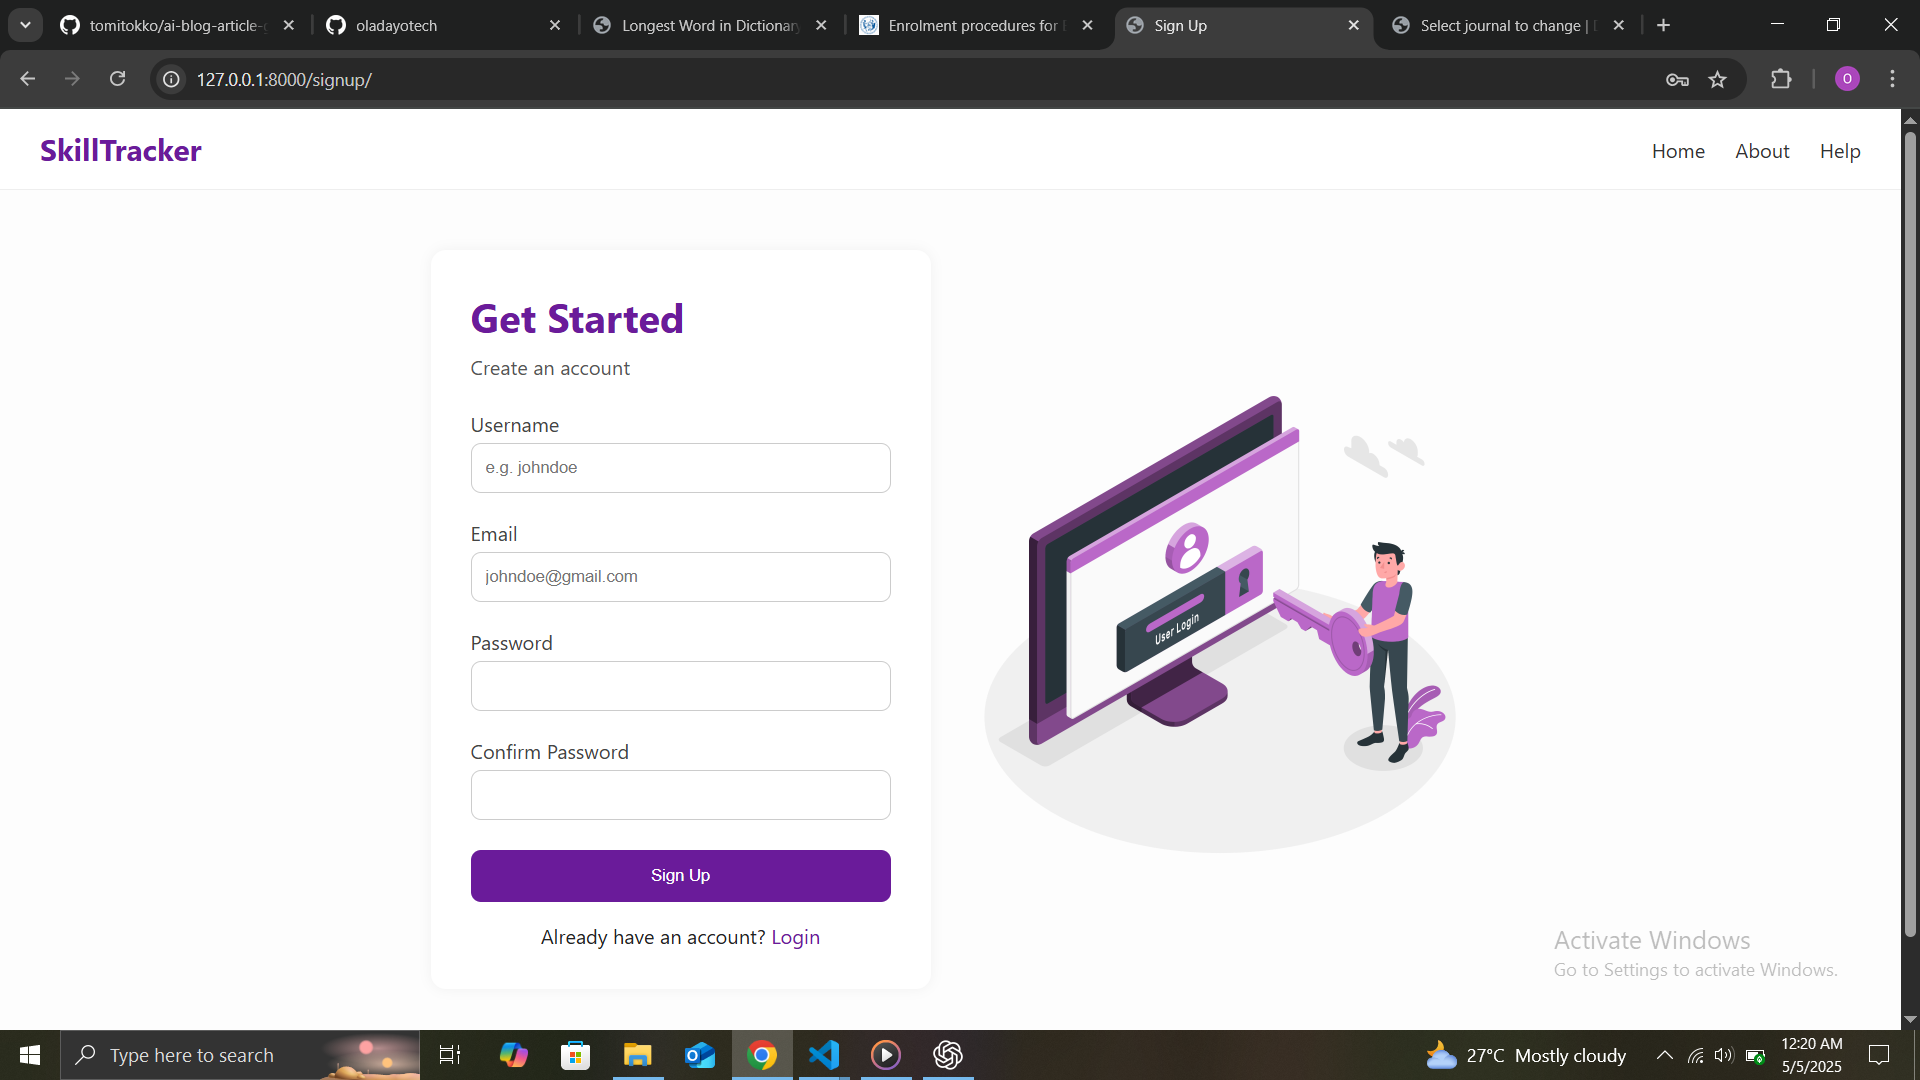 tomitokko/ai-blog-article-
oladayotech
Longest Word in Dictionary
Enrolment procedures for
Sign Up
Select journal to change |
127.0.0.1:8000/signup/
O
SkillTracker
Home About Help
Get Started
Create an account
Username
e.g. johndoe
Email
johndoe@gmail.com
Password
Confirm Password
Sign Up
Already have an account? Login
User Login
Activate Windows
Go to Settings to activate Windows.
Type here to search
27°C Mostly cloudy
12:20 AM
5/5/2025